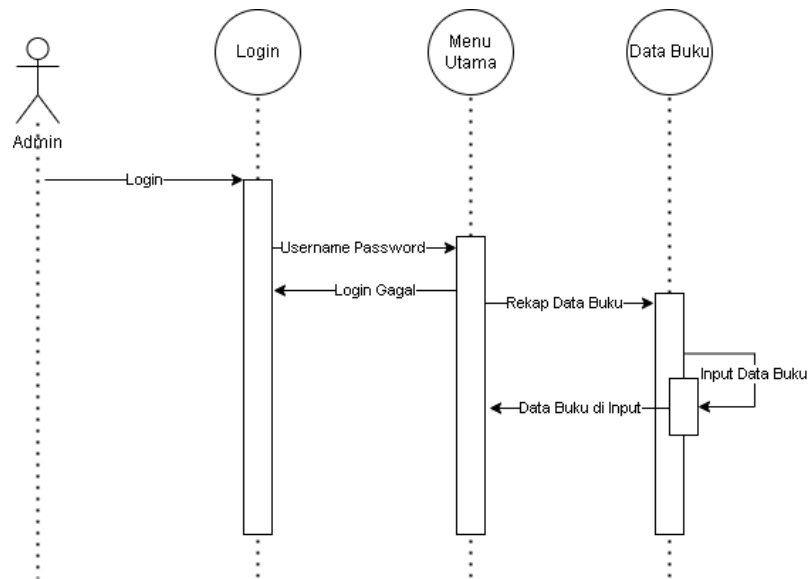 Login
Menu
Utama
Data Buku
Admin
Login
Username Password
Login Gagal
Rekap Data Buku
Input Data Buku
Data Buku di Input